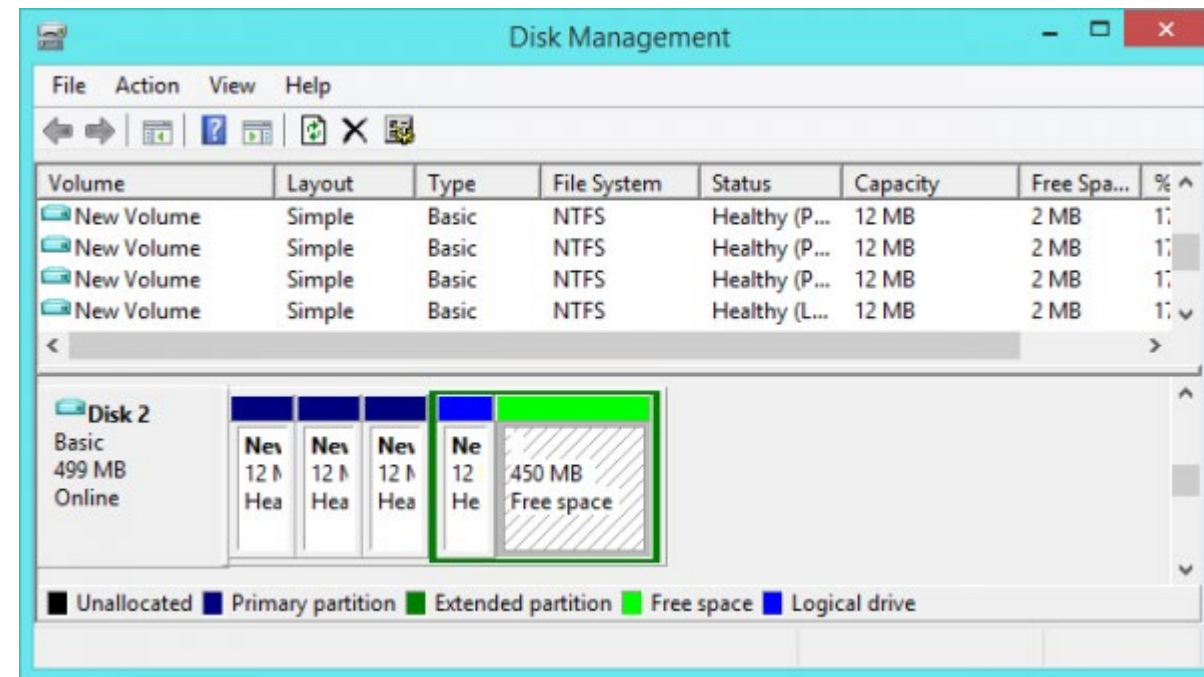 Disk Management
File Action View Help
Volume Layout Type File System Status Capacity Free Spa... %
New Volume Simple Basic NTFS Healthy (P... 12 MB 2 MB 17
New Volume Simple Basic NTFS Healthy (P... 12 MB 2 MB 17
New Volume Simple Basic NTFS Healthy (P... 12 MB 2 MB 17
New Volume Simple Basic NTFS Healthy (L... 12 MB 2 MB 17
Disk 2
Basic
499 MB
Online
Nev Nev Nev Ne
12 M 12 M 12 M 12 450 MB
Hea Hea Hea He Free space
Unallocated Primary partition Extended partition Free space Logical drive